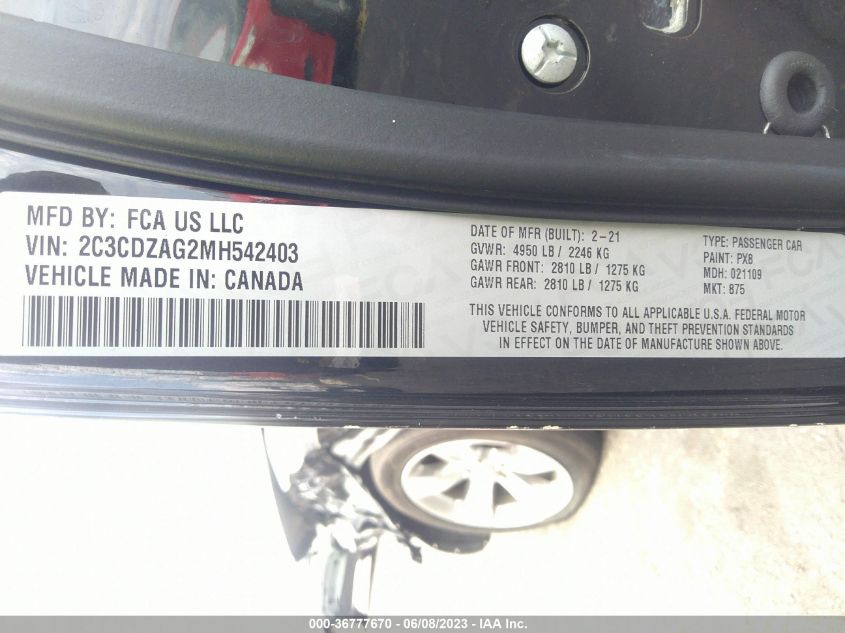 MFD BY: FCA US LLC
VIN: 2C3CDZAG2MH542403
VEHICLE MADE IN: CANADA
DATE OF MFR (BUILT): 2-21
GVWR: 4950 LB / 2246 KG
GAWR FRONT: 2810 LB / 1275 KG
GAWR REAR: 2810 LB / 1275 KG
TYPE: PASSENGER CAR
PAINT: PX8
MDH: 021109
MKT: 875
THIS VEHICLE CONFORMS TO ALL APPLICABLE U.S.A. FEDERAL MOTOR
VEHICLE SAFETY, BUMPER, AND THEFT PREVENTION STANDARDS
IN EFFECT ON THE DATE OF MANUFACTURE SHOWN ABOVE.
000-36777670 - 06/08/2023 - IAA Inc.